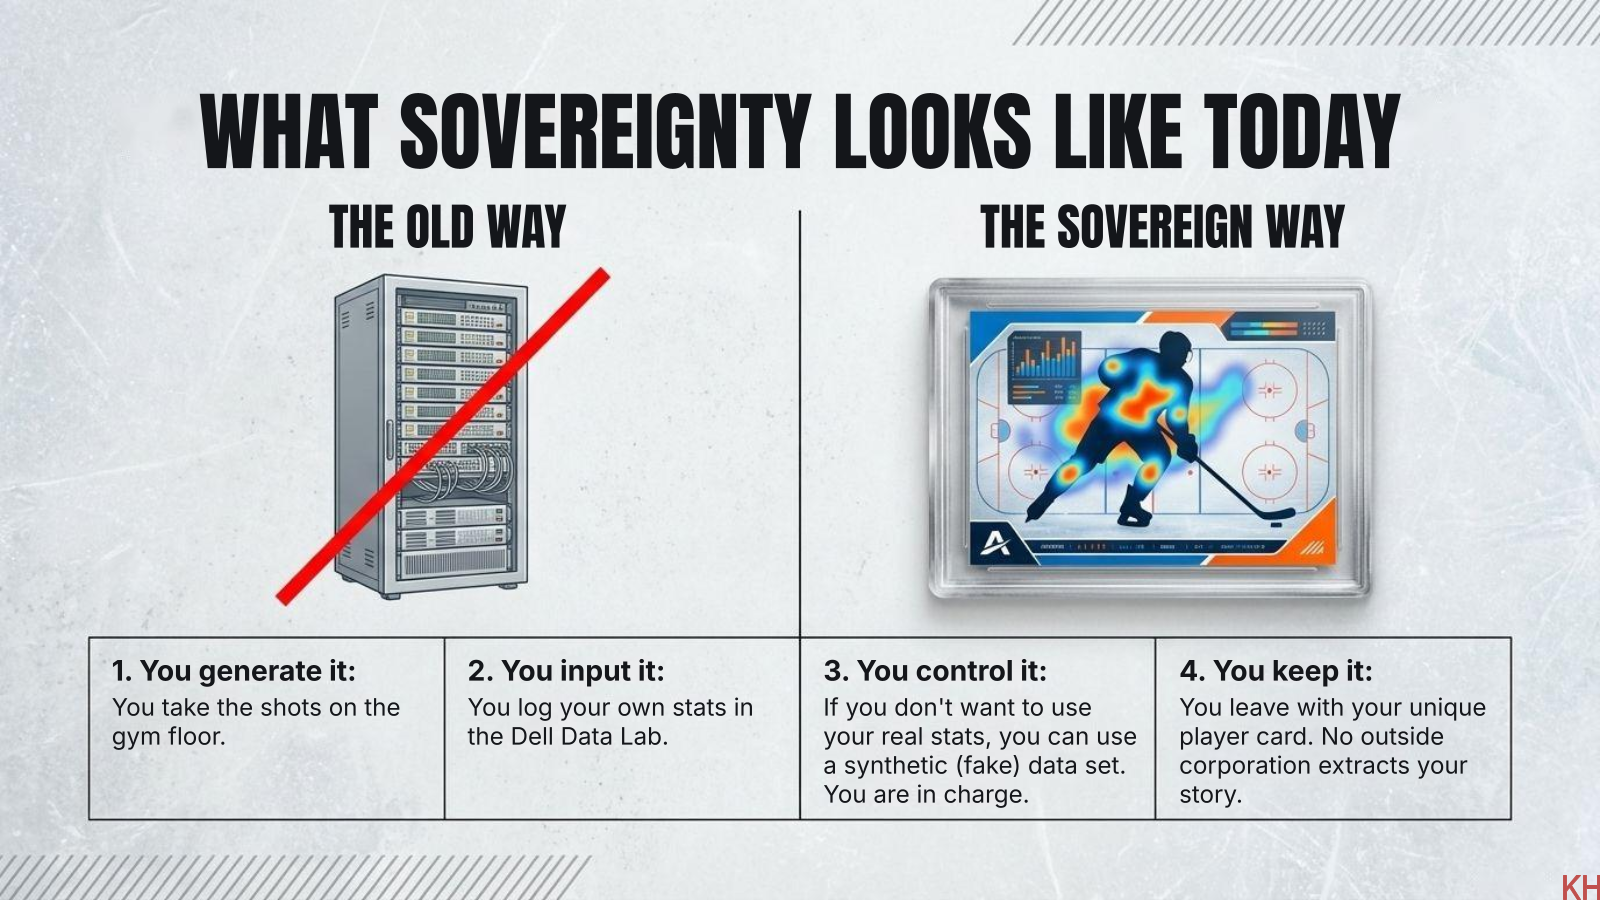 WHAT SOVEREIGNTY LOOKS LIKE TODAY
THE OLD WAY
THE SOVEREIGN WAY
1. You generate it:
You take the shots on the
gym floor.
2. You input it:
You log your own stats in
the Dell Data Lab.
3. You control it:
If you don't want to use
your real stats, you can use
a synthetic (fake) data set.
You are in charge.
4. You keep it:
You leave with your unique
player card. No outside
corporation extracts your
story.
KH